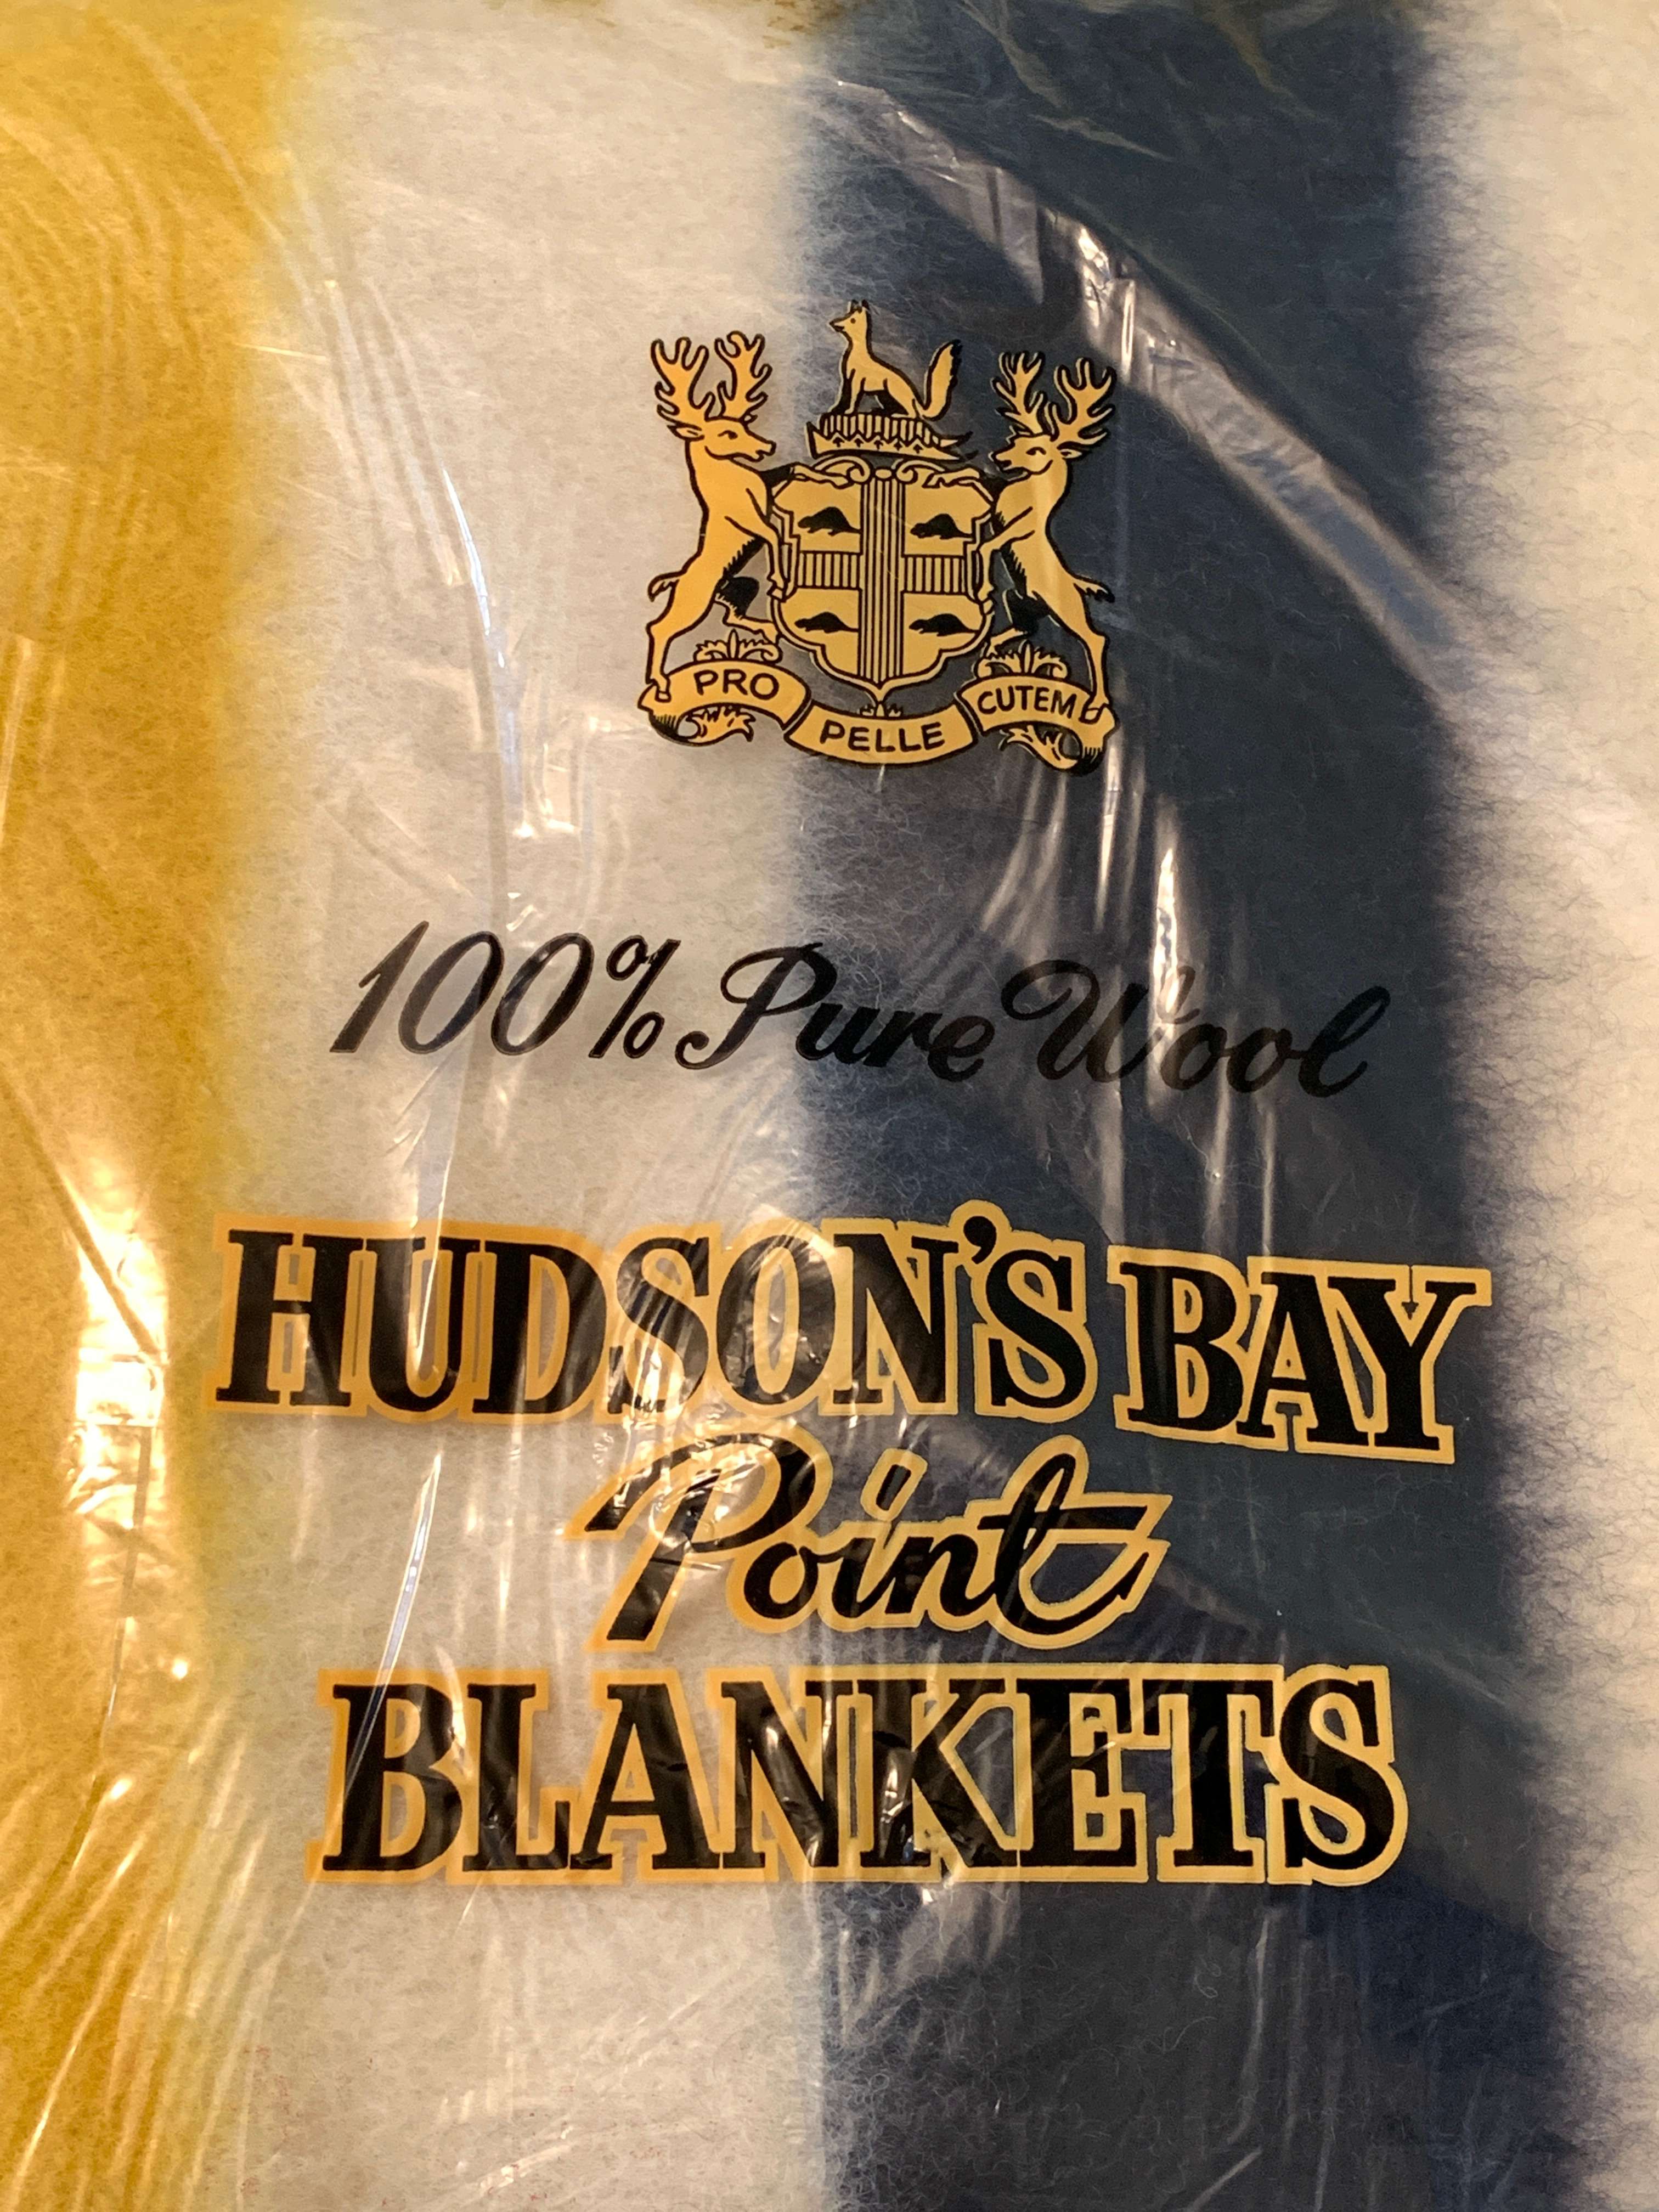 PRO PELLE CUTEM
100% Pure Wool
HUDSON'S BAY
Point
BLANKETS